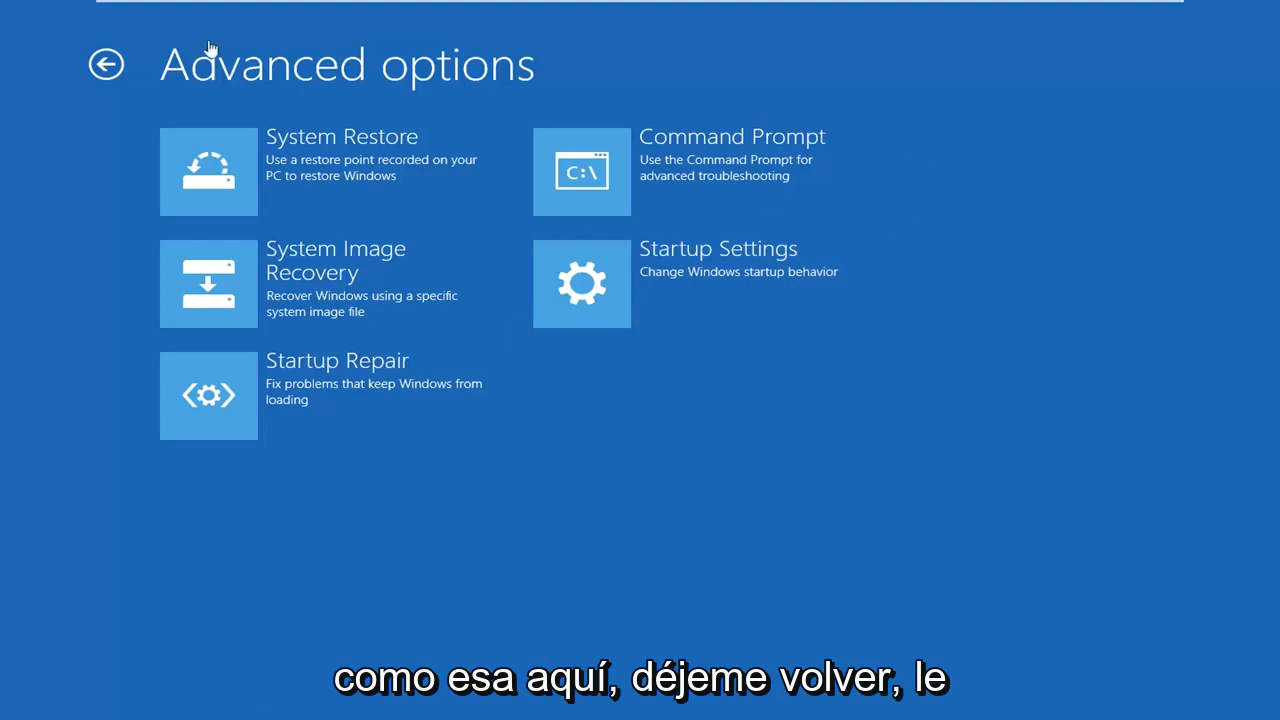 Advanced options
System Restore
Use a restore point recorded on your
PC to restore Windows
System Image
Recovery
Recover Windows using a specific
system image file
Startup Repair
Fix problems that keep Windows from
loading
Command Prompt
Use the Command Prompt for
advanced troubleshooting
C:\
Startup Settings
Change Windows startup behavior
como esa aquí, déjeme volver, le